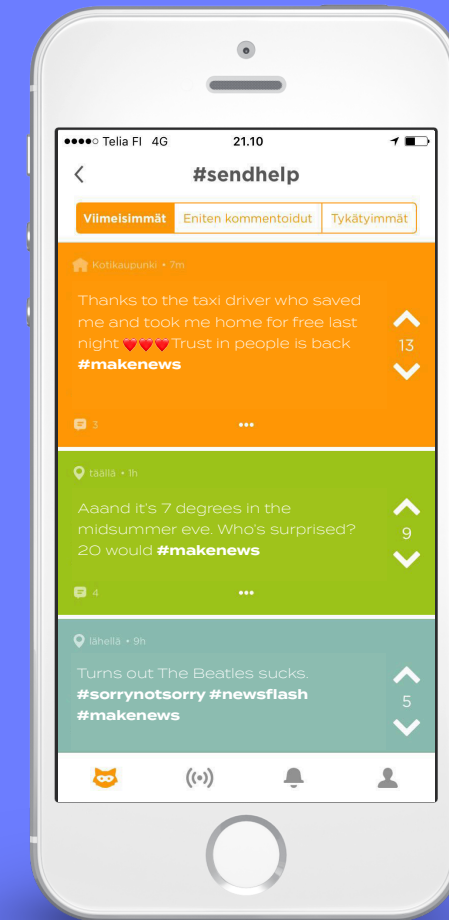 Telia FI 4G 21.10
#sendhelp
Viimeisimmät Eniten kommentoidut Tykätyimmät
Kotikaupunki • 7m
Thanks to the taxi driver who saved
me and took me home for free last
night ❤️❤️❤️Trust in people is back
#makenews
13
3
täällä • 1h
Aaand it's 7 degrees in the
midsummer eve. Who's surprised?
20 would #makenews
9
4
lähellä • 9h
Turns out The Beatles sucks.
#sorrynotsorry #newsflash
#makenews
5